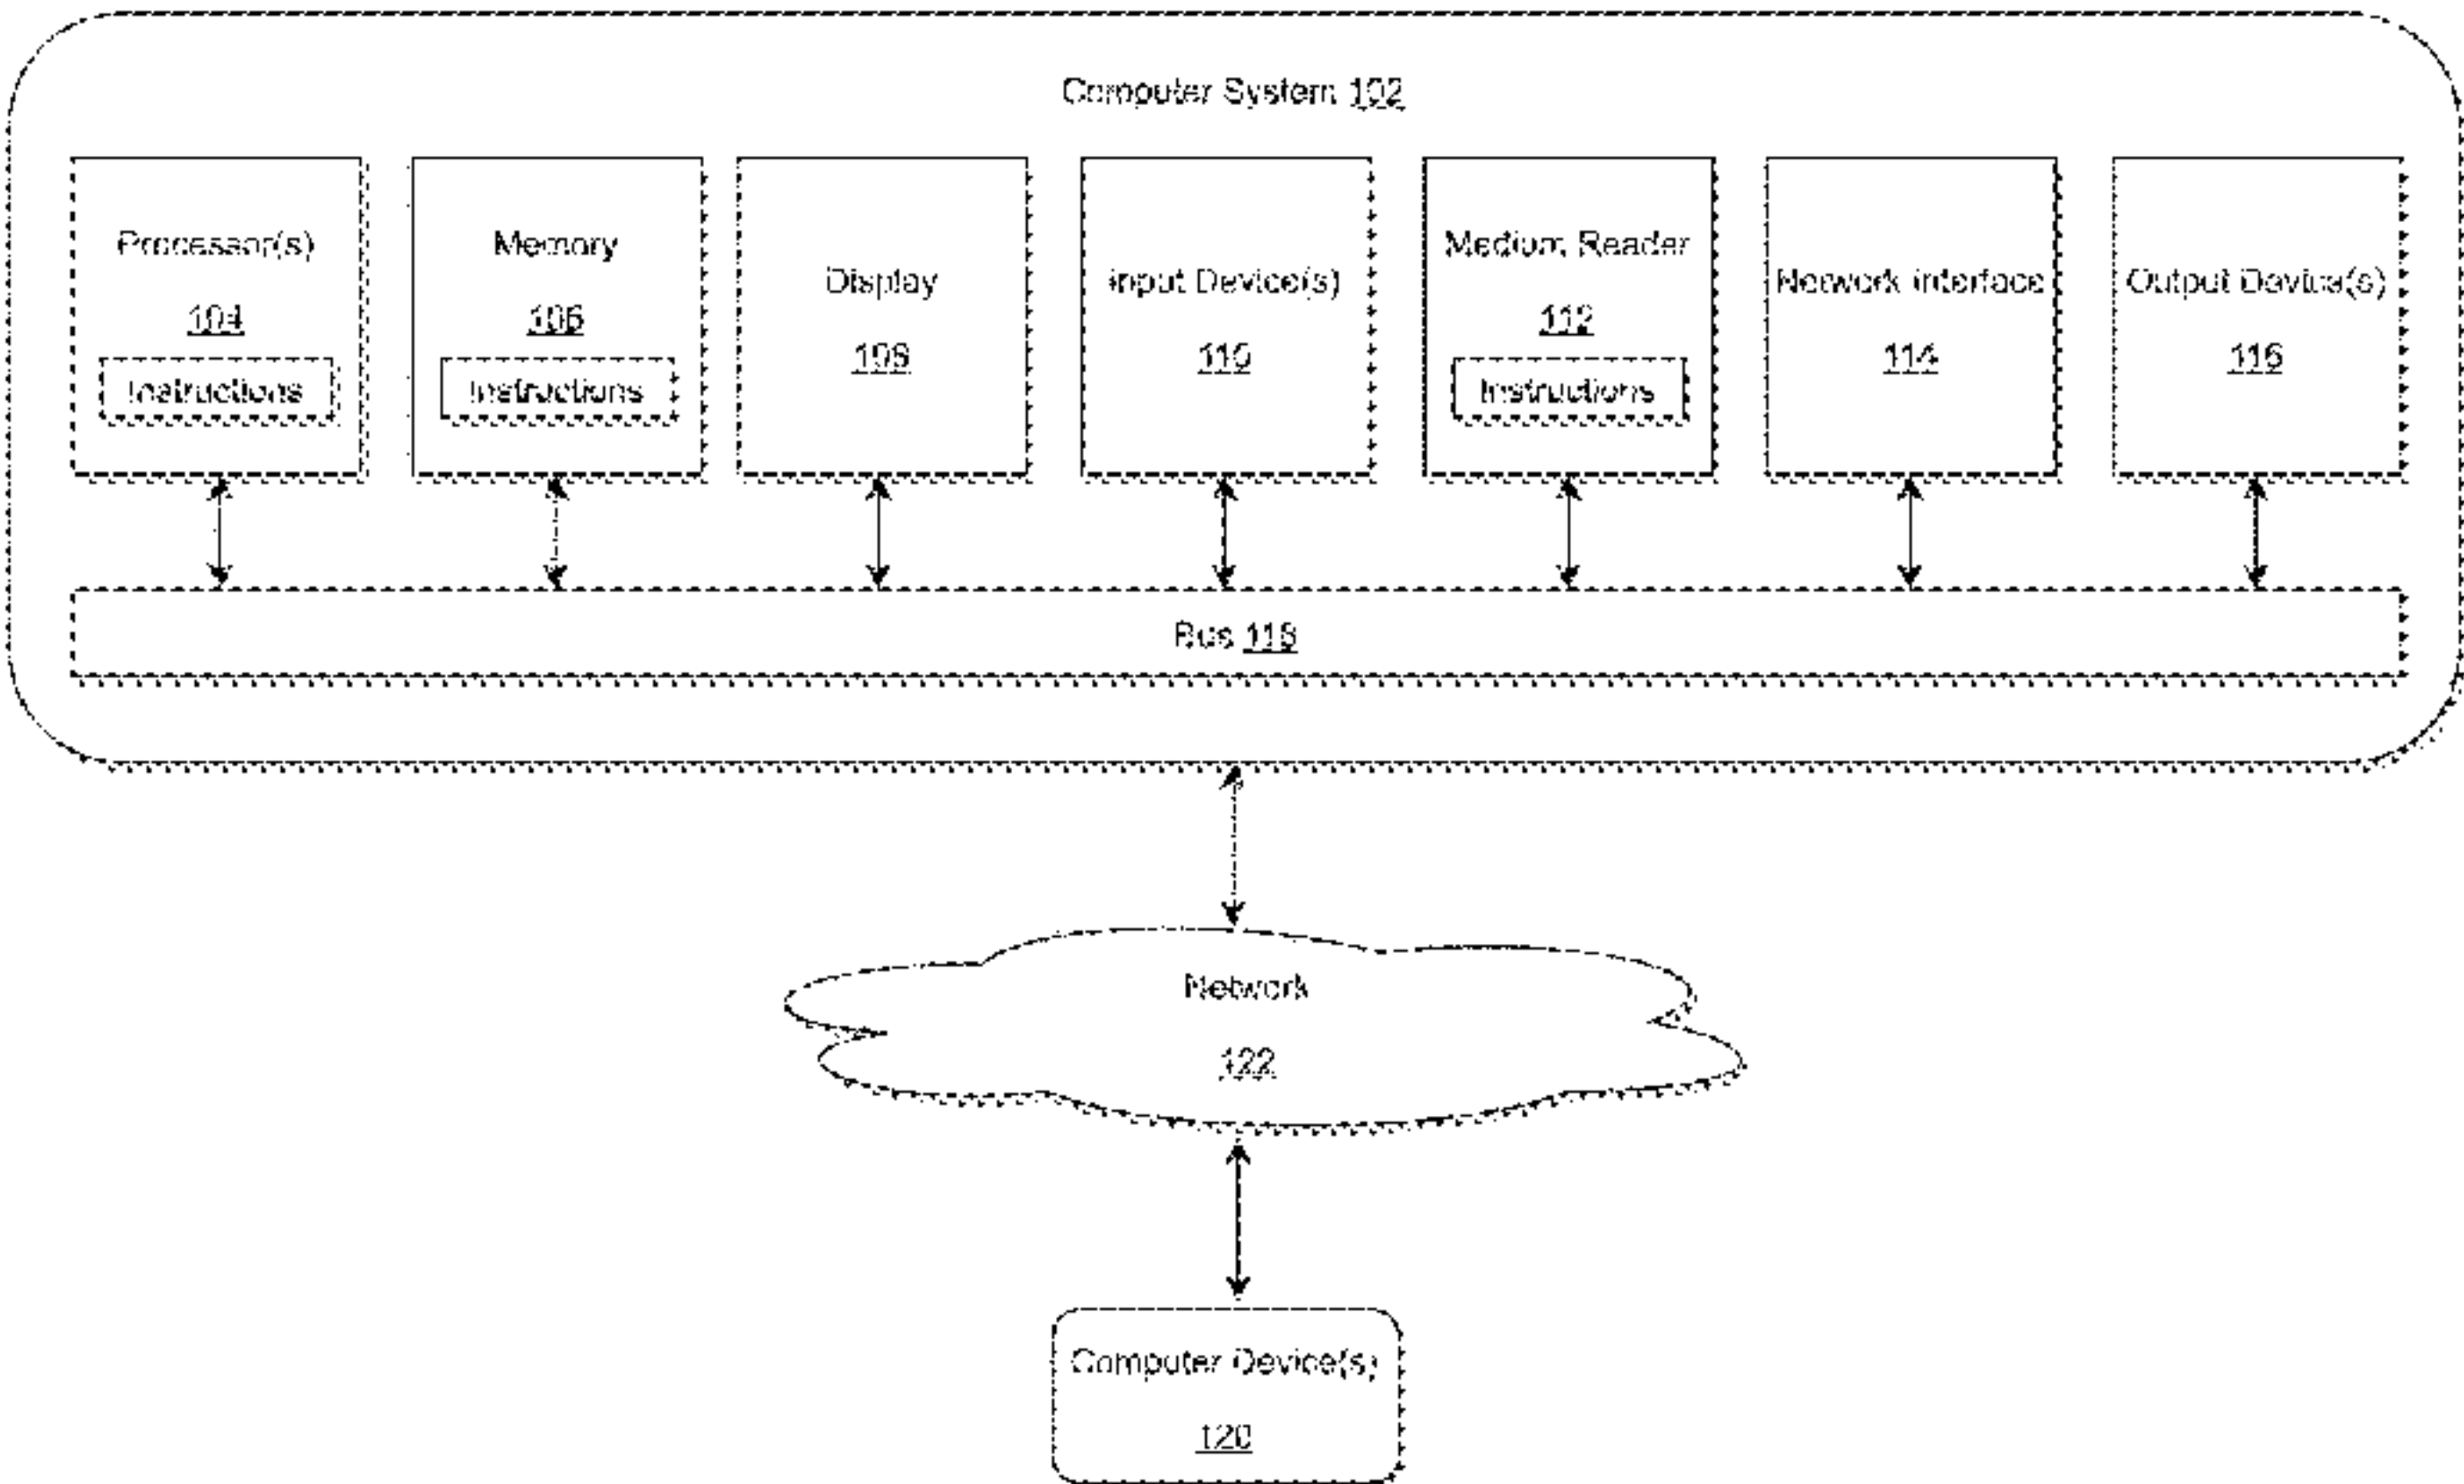 Computer System 102
Processor(s)
104
Instructions
Memory
106
Instructions
Display
108
Input Device(s)
110
Medium Reader
112
Instructions
Network Interface
114
Output Device(s)
116
Bus 118
Network
122
Computer Device(s)
120